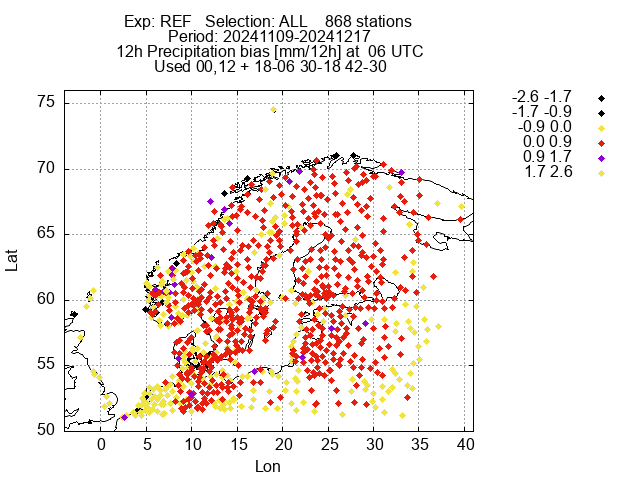 Exp: REF Selection: ALL 868 stations
Period: 20241109-20241217
12h Precipitation bias [mm/12h] at 06 UTC
Used 00,12 + 18-06 30-18 42-30
-2.6 -1.7
-1.7 -0.9
-0.9 0.0
0.0 0.9
0.9 1.7
1.7 2.6
75
70
65
60
55
50
Lat
0 5 10 15 20 25 30 35 40
Lon